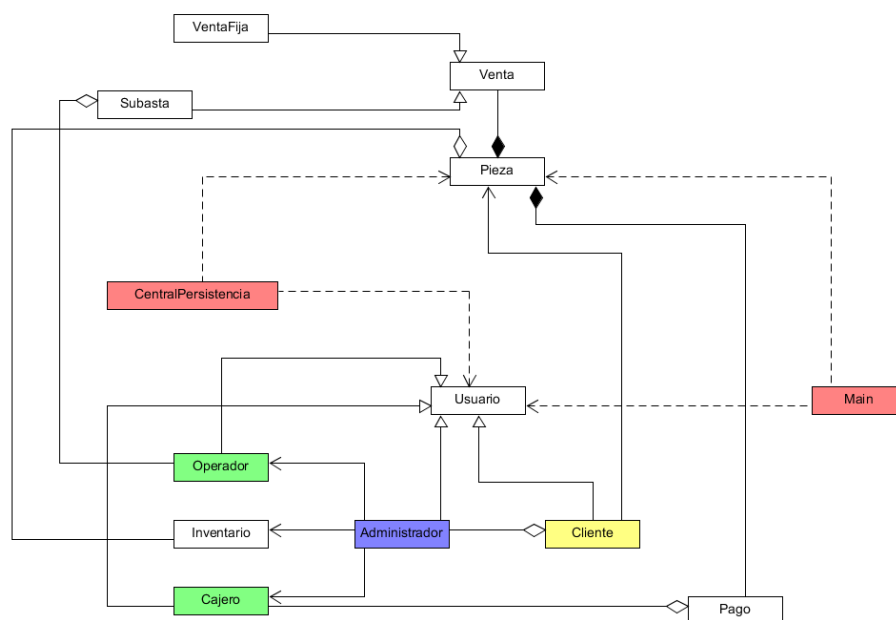 VentaFija
Venta
Subasta
Pieza
CentralPersistencia
Usuario
Main
Operador
Inventario
Administrador
Cliente
Cajero
Pago